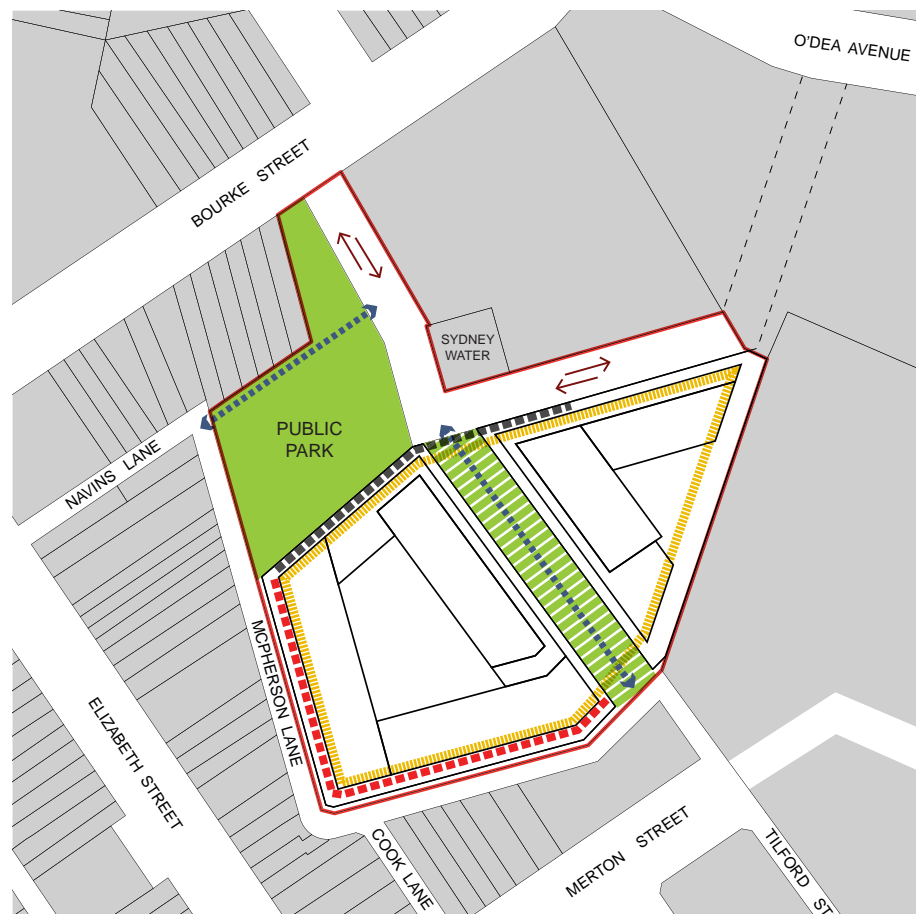 O'DEA AVENUE
BOURKE STREET
SYDNEY
WATER
PUBLIC
PARK
NAVINS LANE
MCPHERSON LANE
ELIZABETH STREET
COOK LANE
MERTON STREET
TILFORD ST